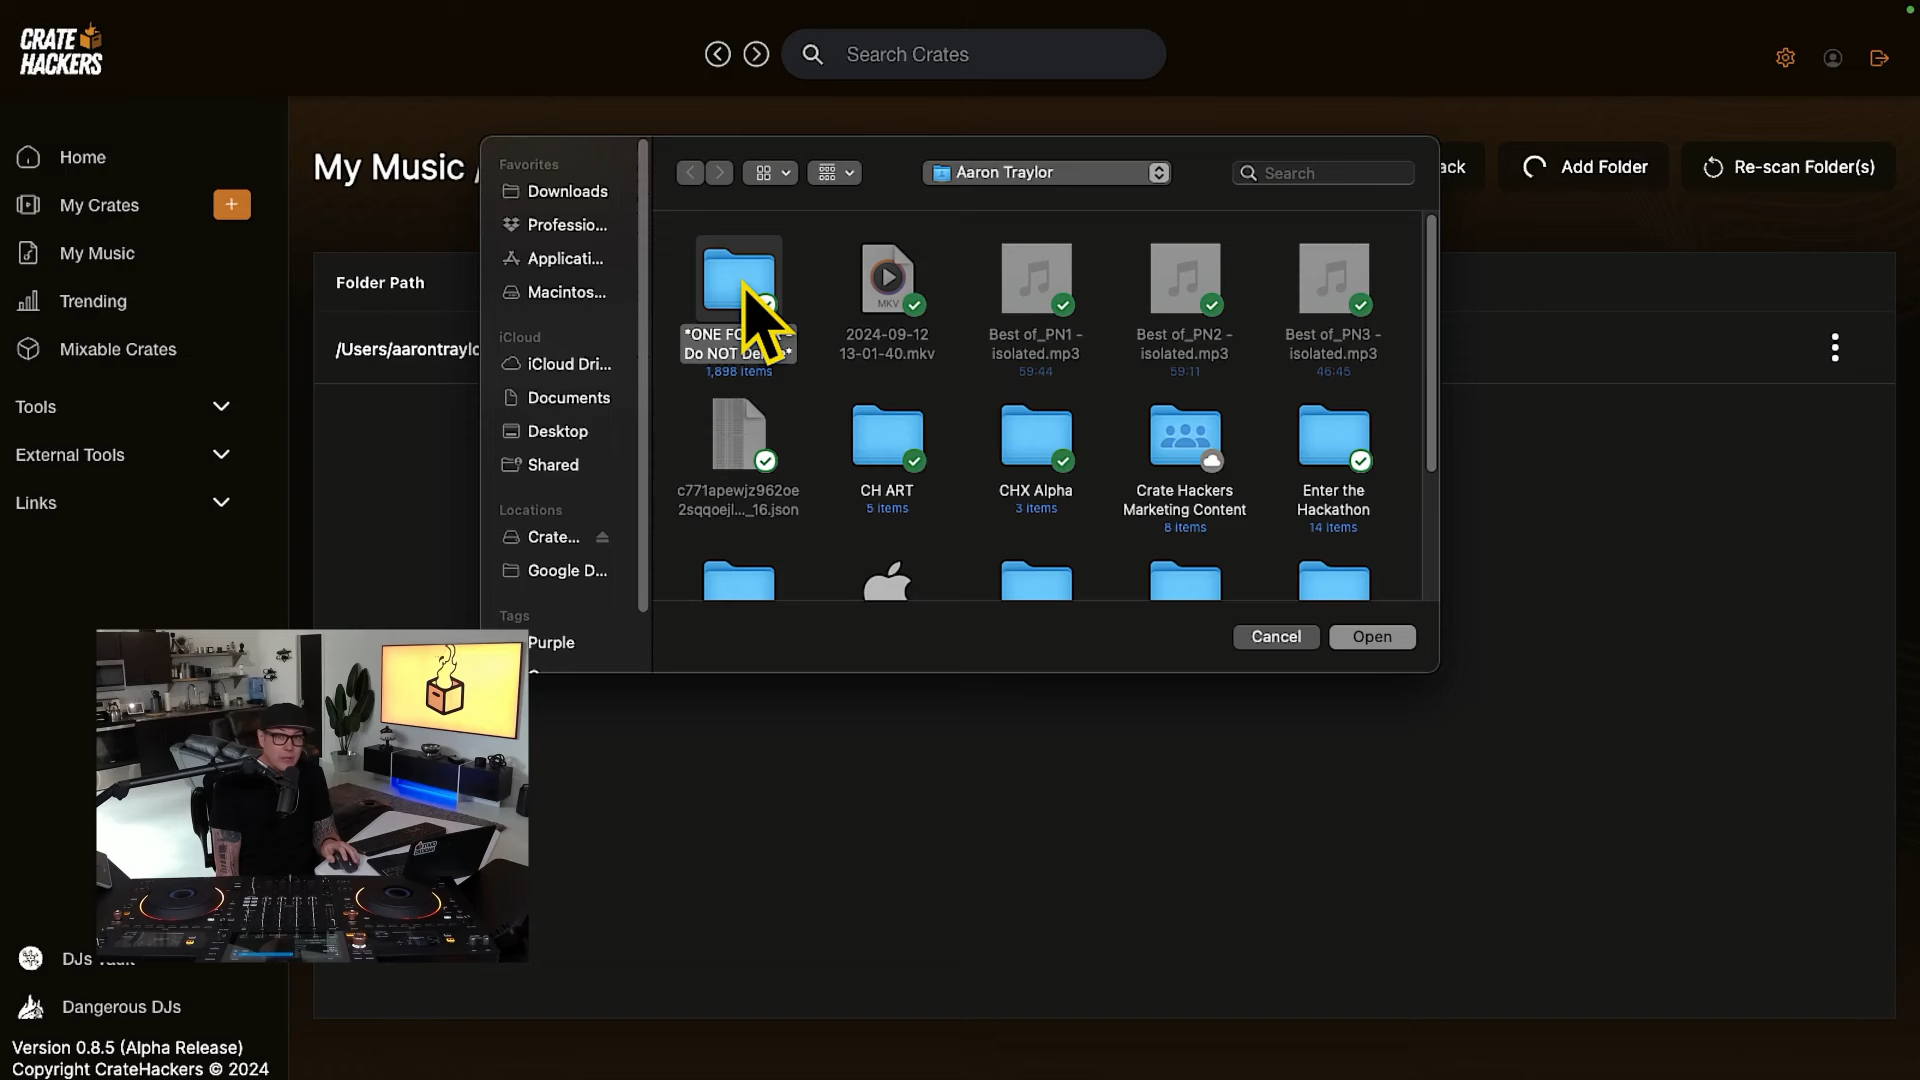 CRATE
HACKERS
Search Crates
Home
My Crates
+
My Music
Trending
Mixable Crates
Tools
External Tools
Links
DJs
Dangerous DJs
Version 0.8.5 (Alpha Release)
Copyright CrateHackers © 2024
My Music /
ack
Add Folder
Re-scan Folder(s)
Folder Path
/Users/aarontraylo
Favorites
Downloads
Professio...
Applicati...
Macintos...
iCloud
iCloud Dri...
Documents
Desktop
Shared
Locations
Crate...
Google D...
Tags
Purple
Aaron Traylor
Search
*ONE FO
Do NOT
1,898 items
MKV
2024-09-12
13-01-40.mkv
Best of_PN1 -
isolated.mp3
59:44
Best of_PN2 -
isolated.mp3
59:11
Best of_PN3 -
isolated.mp3
46:45
c771apewjz962oe
2sqqoejl..._16.json
CH ART
5 items
CHX Alpha
3 items
Crate Hackers
Marketing Content
8 items
Enter the
Hackathon
14 items
Cancel
Open